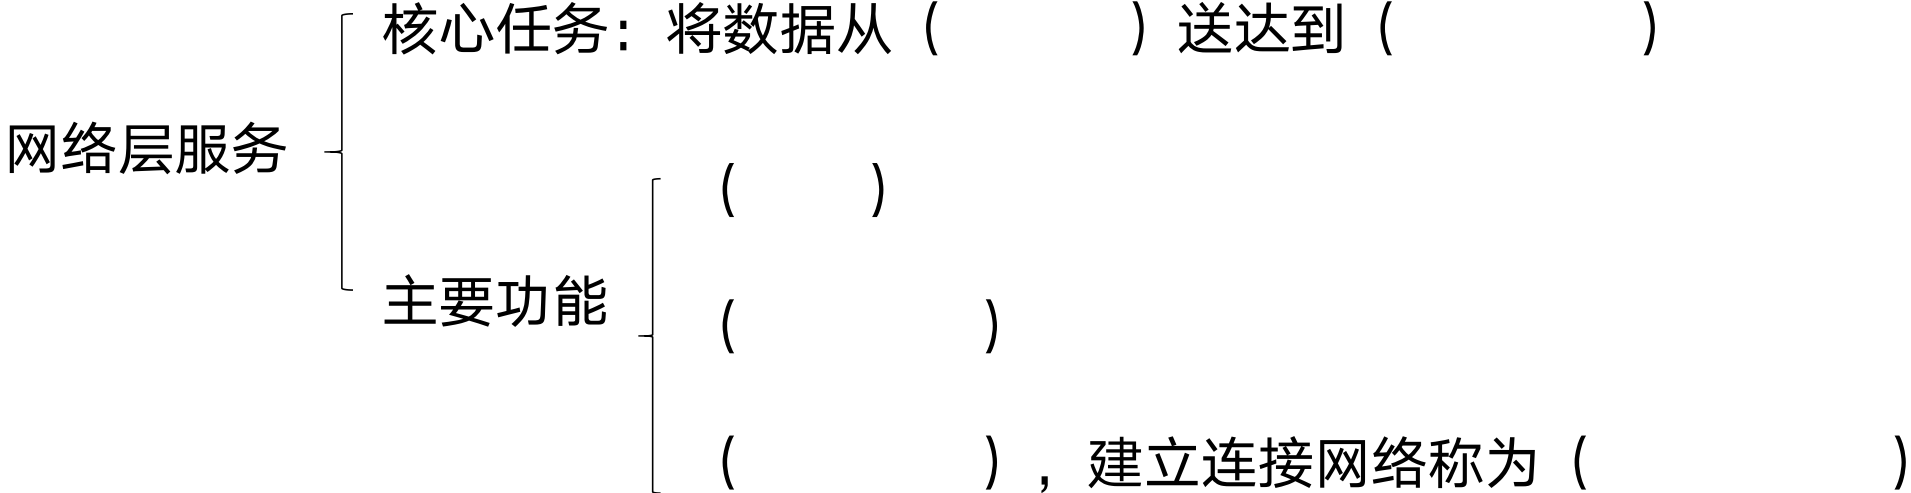 核心任务：将数据从（　　　）送达到（　　　　）
网络层服务
（　　）
主要功能
（　　　　）
（　　　　），建立连接网络称为（　　　　　）